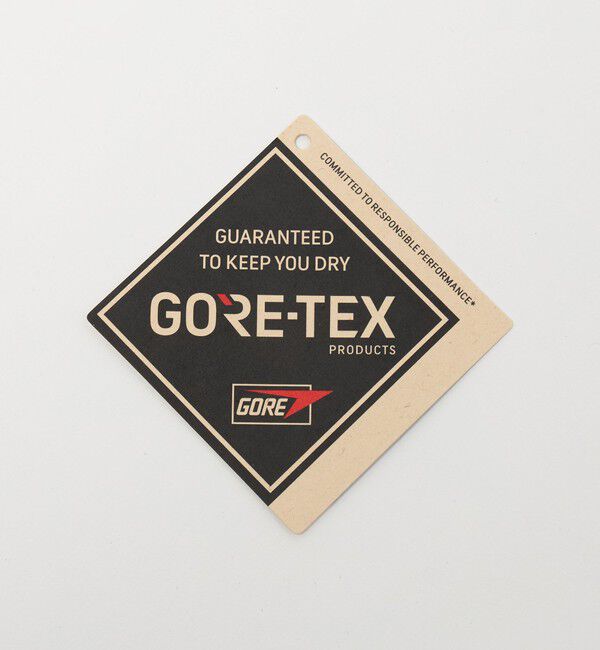 COMMITTED TO RESPONSIBLE PERFORMANCE*
GUARANTEED
TO KEEP YOU DRY
GORE-TEX
PRODUCTS
GORE